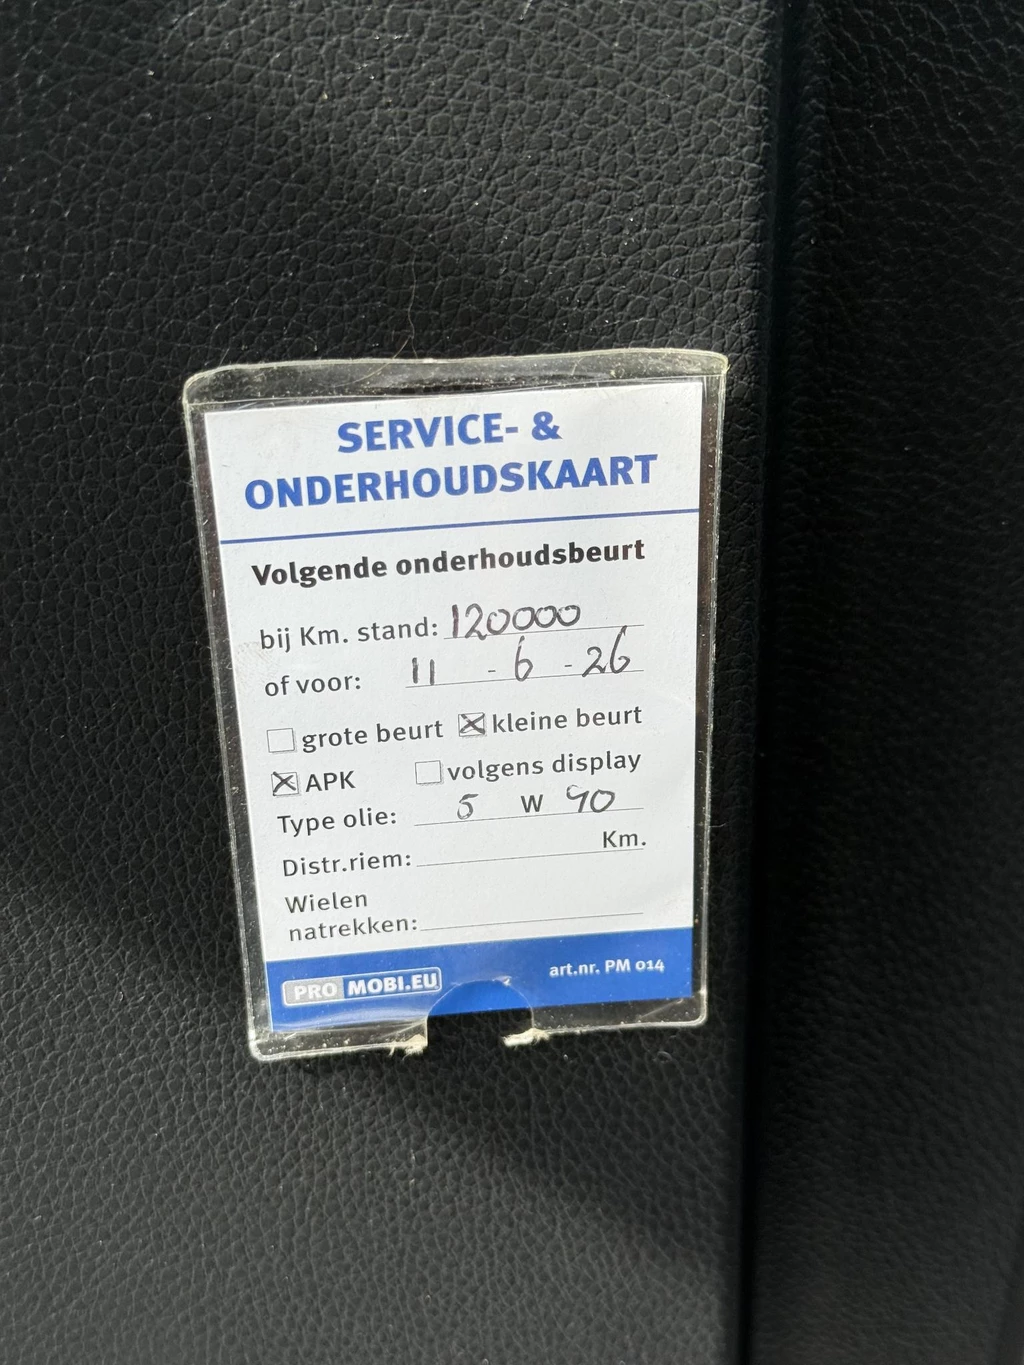 SERVICE- &
ONDERHOUDSKAART
Volgende onderhoudsbeurt
bij Km. stand: 120000
of voor: 11 - 6 - 26
grote beurt kleine beurt
APK volgens display
Type olie: 5 W 40
Distr.riem: Km.
Wielen
natrekken:
PRO MOBI.EU art.nr. PM 014